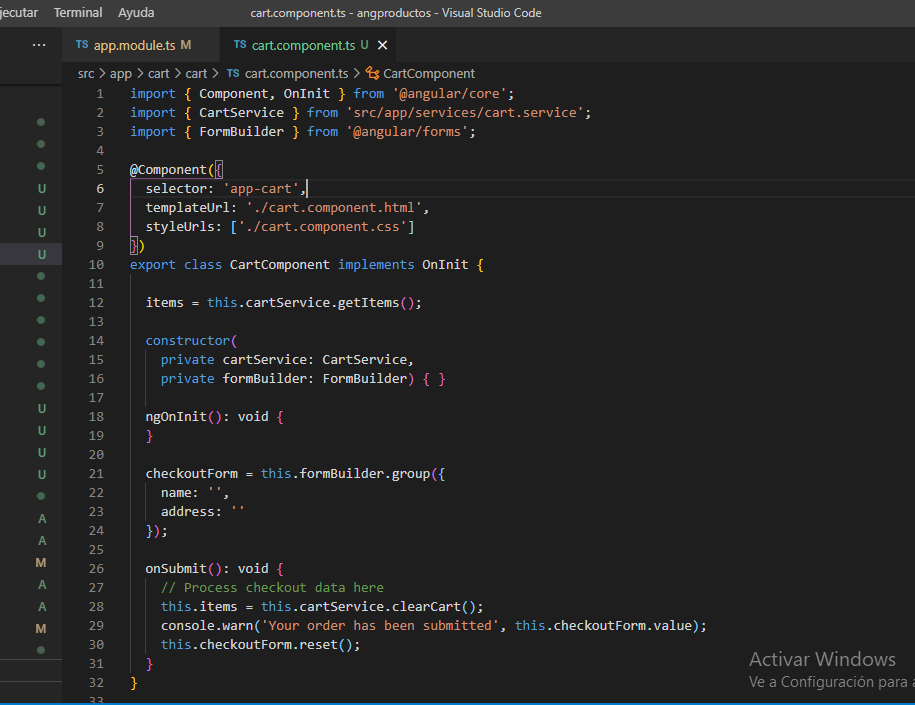 jecutar Terminal Ayuda cart.component.ts - angproductos - Visual Studio Code
... TS app.module.ts M TS cart.component.ts U ✕
src > app > cart > cart > TS cart.component.ts > CartComponent
1 import { Component, OnInit } from '@angular/core';
2 import { CartService } from 'src/app/services/cart.service';
3 import { FormBuilder } from '@angular/forms';
4
5 @Component({
U 6   selector: 'app-cart',
U 7   templateUrl: './cart.component.html',
U 8   styleUrls: ['./cart.component.css']
U 9 })
10 export class CartComponent implements OnInit {
11
12   items = this.cartService.getItems();
13
14   constructor(
15     private cartService: CartService,
16     private formBuilder: FormBuilder) { }
U 17
18   ngOnInit(): void {
U 19   }
U 20
U 21   checkoutForm = this.formBuilder.group({
22     name: '',
A 23     address: ''
A 24   });
M 25
A 26   onSubmit(): void {
27     // Process checkout data here
A 28     this.items = this.cartService.clearCart();
M 29     console.warn('Your order has been submitted', this.checkoutForm.value);
30     this.checkoutForm.reset();
31   }
32 }
33
Activar Windows
Ve a Configuración para a